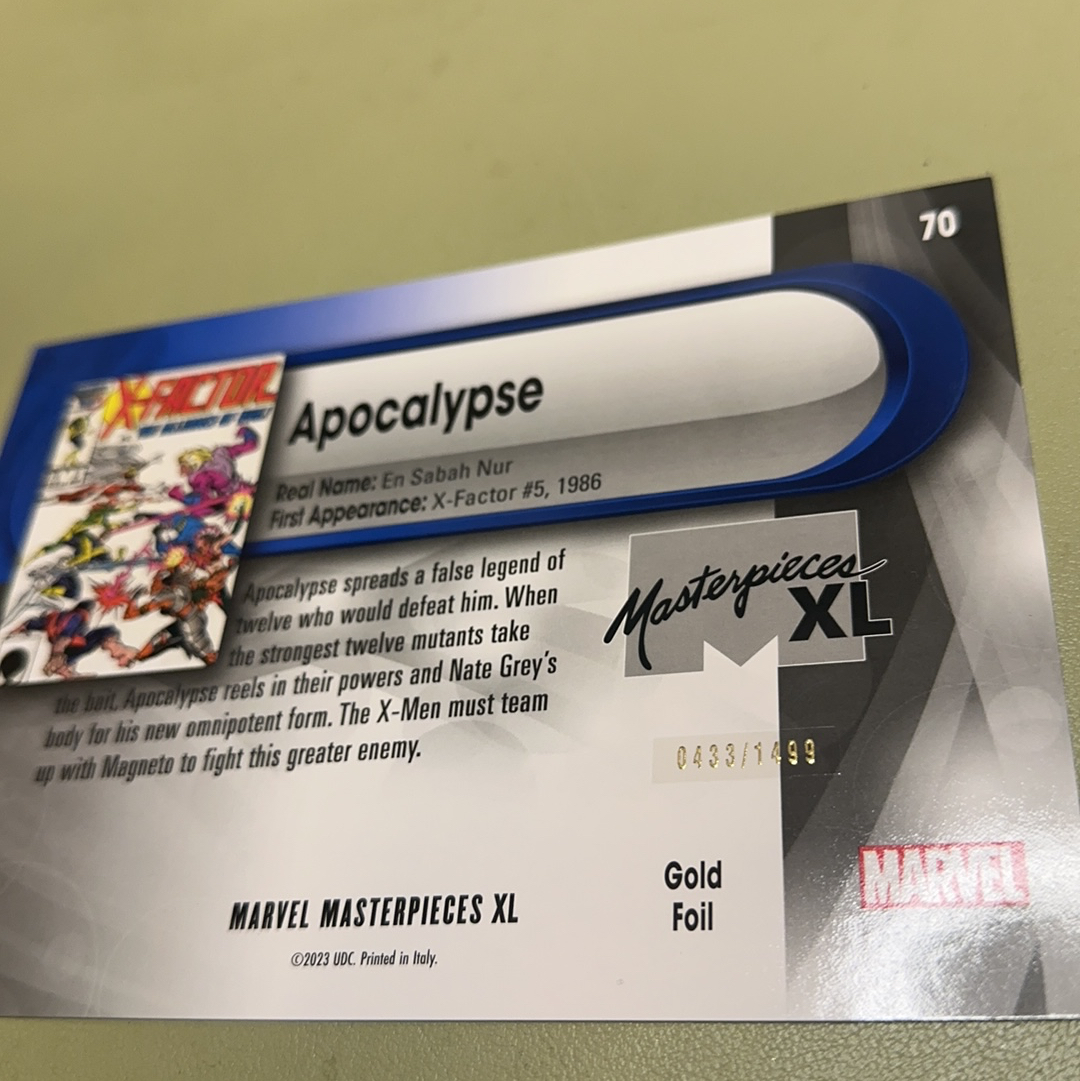 70
X-FACTOR
Apocalypse
Real Name: En Sabah Nur
First Appearance: X-Factor #5, 1986
Apocalypse spreads a false legend of
twelve who would defeat him. When
the strongest twelve mutants take
the bait, Apocalypse reels in their powers and Nate Grey's
body for his new omnipotent form. The X-Men must team
up with Magneto to fight this greater enemy.
Masterpieces
XL
0433/1499
Gold
Foil
MARVEL
MARVEL MASTERPIECES XL
©2023 UDC. Printed in Italy.